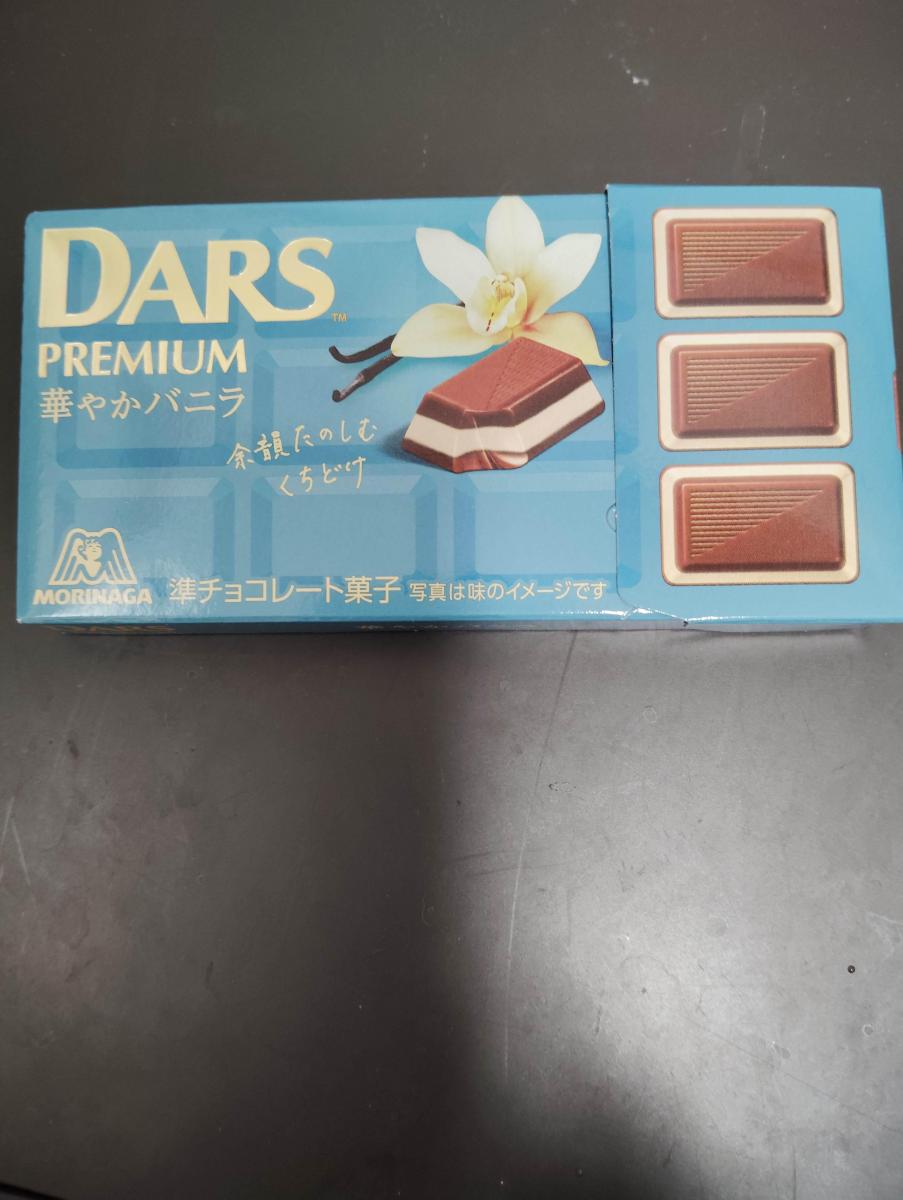 DARS™
PREMIUM
華やかバニラ
余韻たのしむ
くちどけ
MORINAGA
準チョコレート菓子 写真は味のイメージです